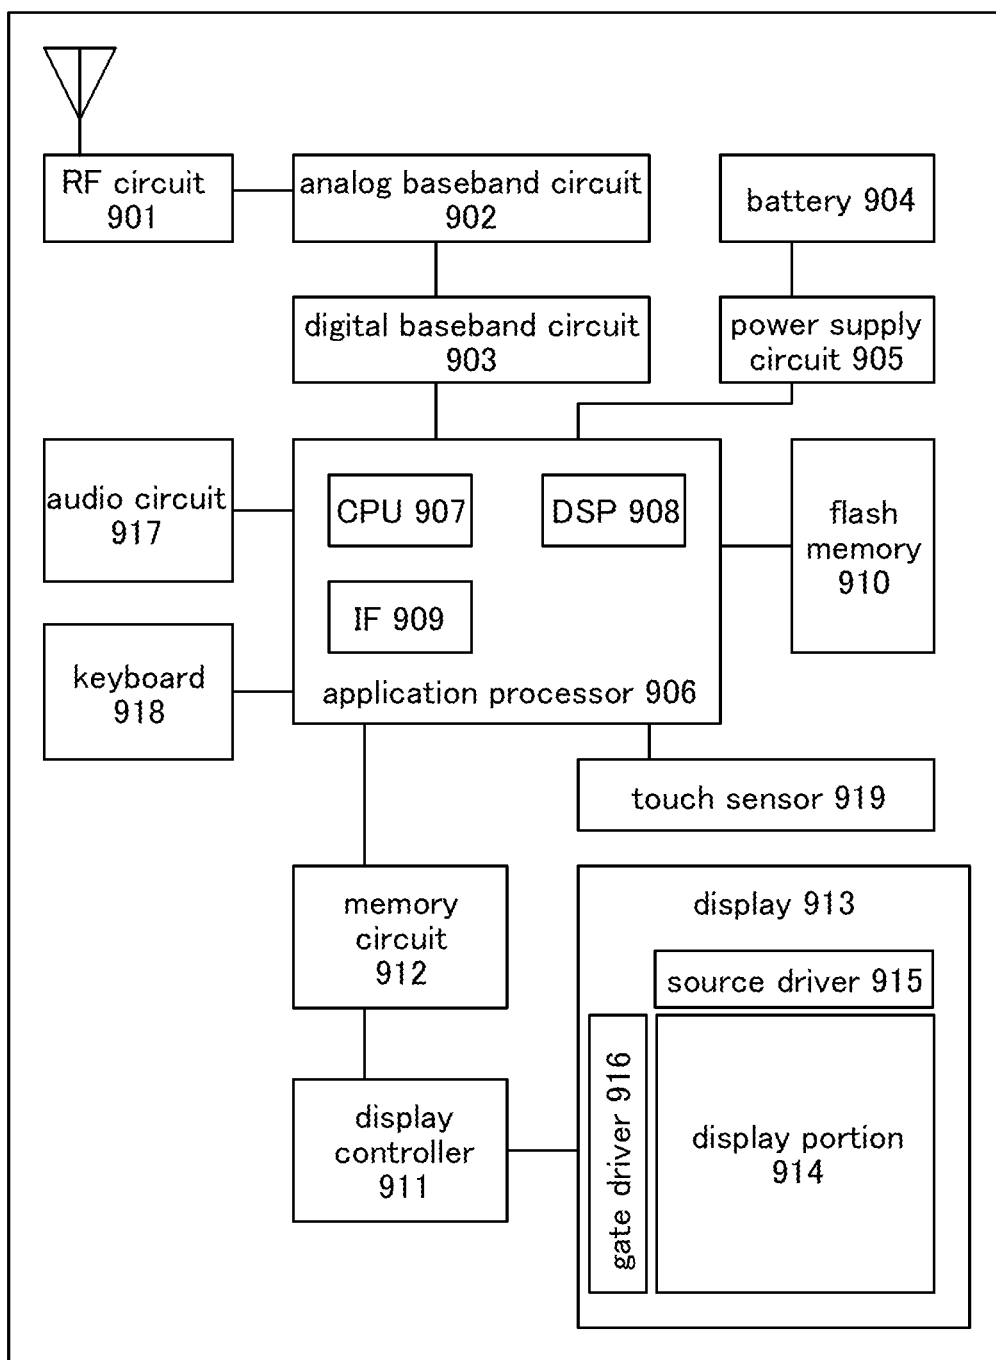 RF circuit
901
analog baseband circuit
902
battery 904
digital baseband circuit
903
power supply
circuit 905
audio circuit
917
CPU 907
DSP 908
IF 909
application processor 906
flash
memory
910
keyboard
918
touch sensor 919
memory
circuit
912
display 913
source driver 915
gate driver 916
display portion
914
display
controller
911